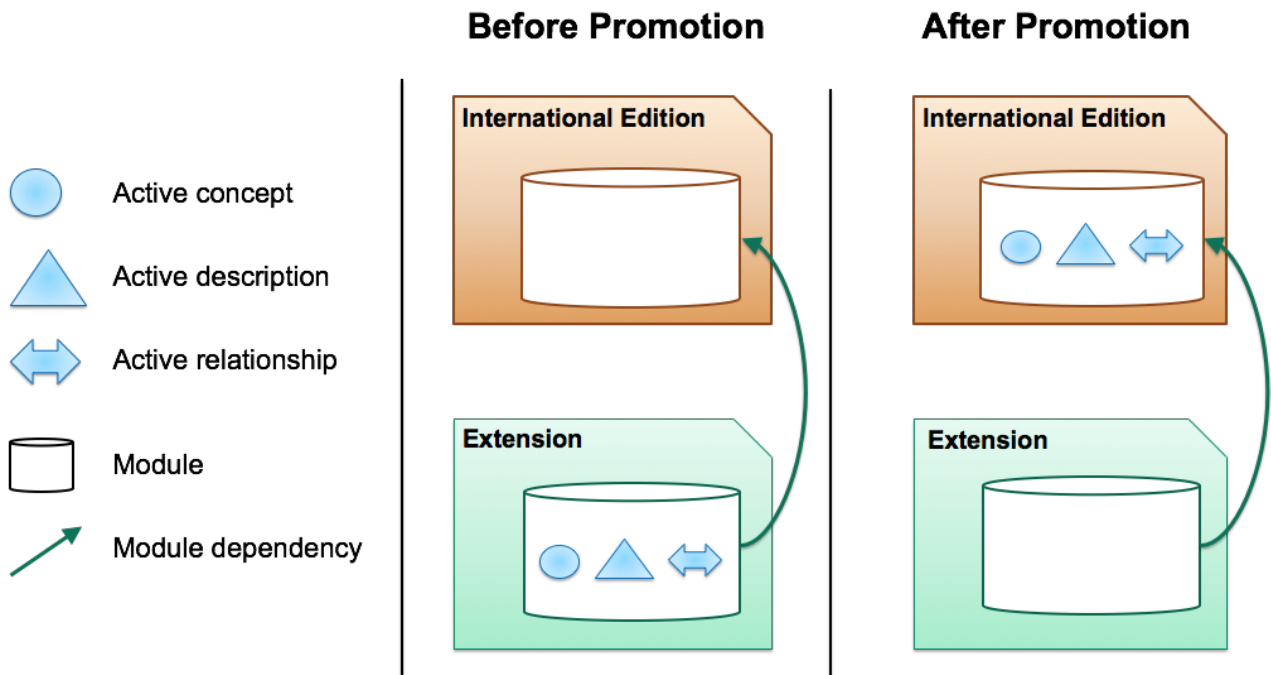 Before Promotion
After Promotion
Active concept
Active description
Active relationship
Module
Module dependency
International Edition
Extension
International Edition
Extension